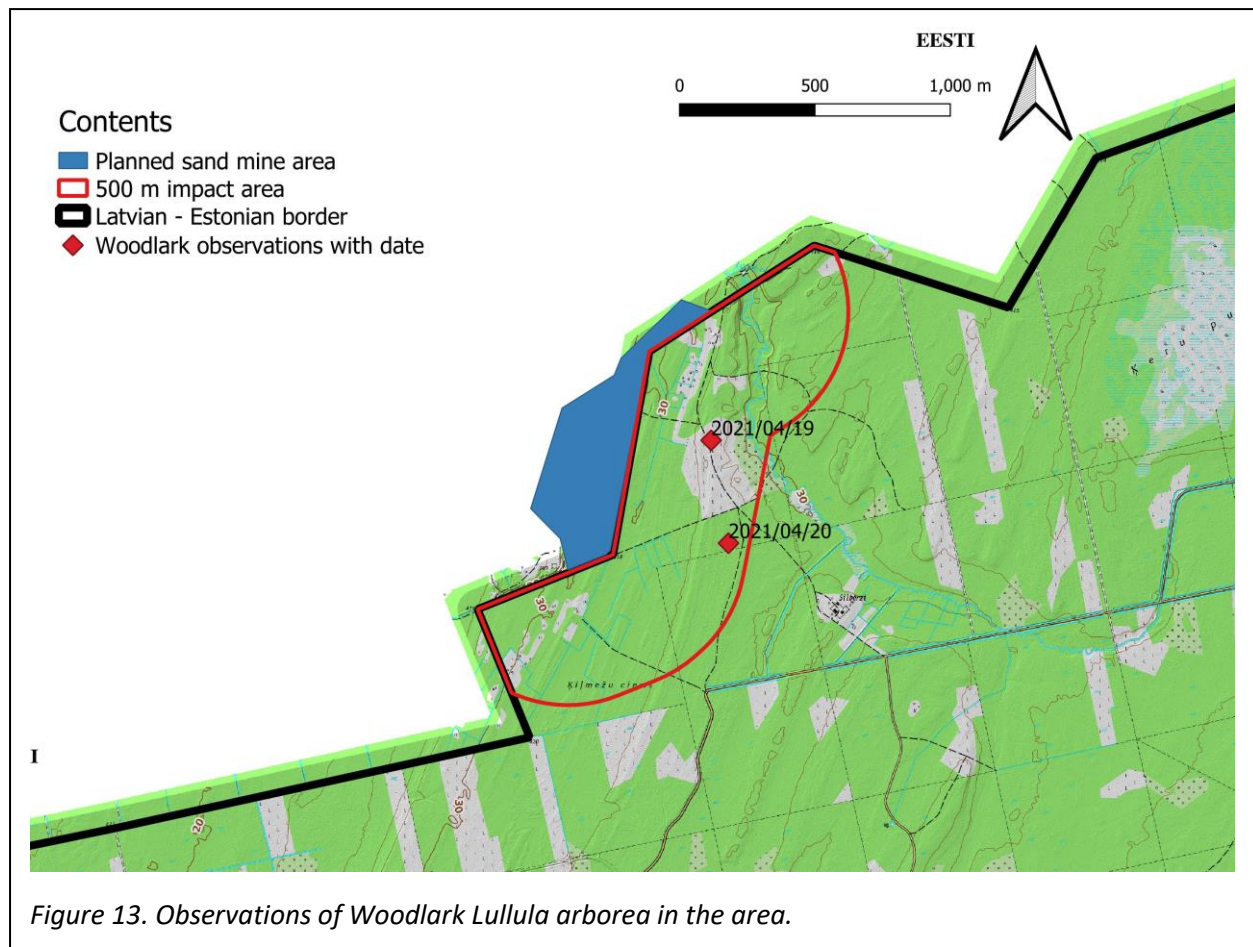 EESTI
0 500 1,000 m
Contents
Planned sand mine area
500 m impact area
Latvian - Estonian border
Woodlark observations with date
30
2021/04/19
30
2021/04/20
30
Ķiļmežu
I
20
30
Figure 13. Observations of Woodlark Lullula arborea in the area.